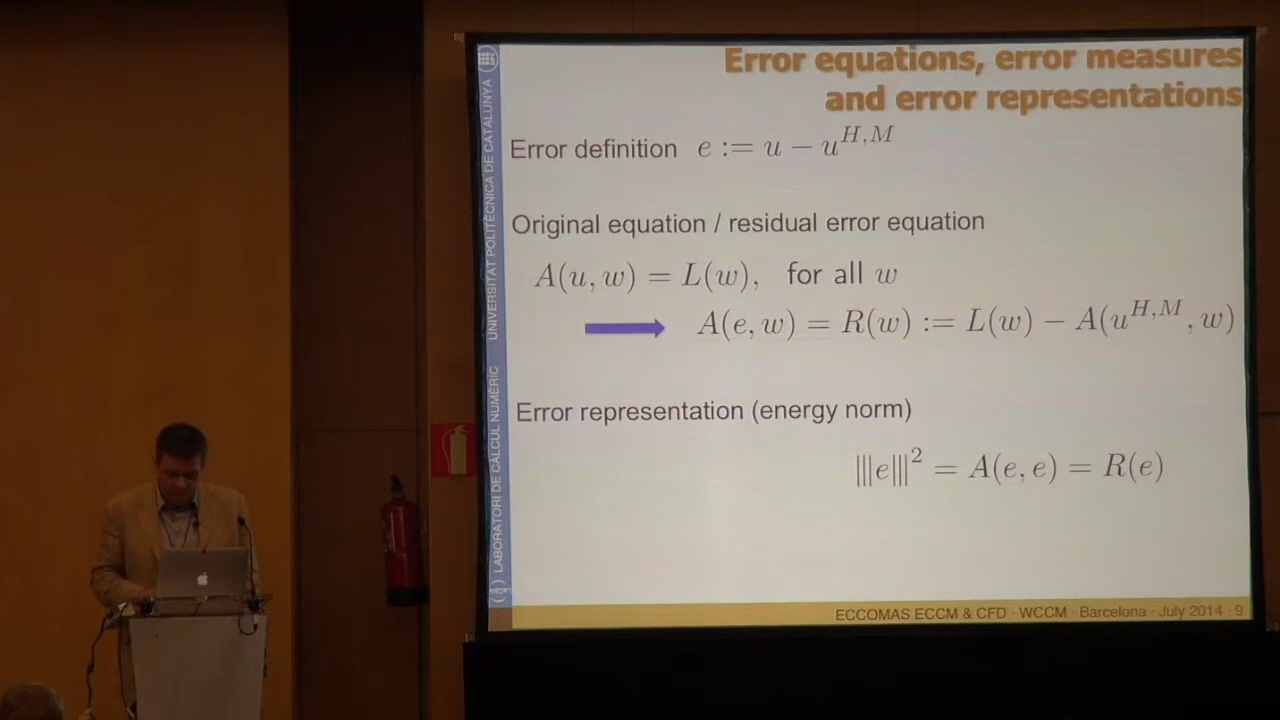 Error equations, error measures
and error representations
Error definition e := u − u^{H,M}
Original equation / residual error equation
A(u, w) = L(w), for all w
A(e, w) = R(w) := L(w) − A(u^{H,M}, w)
Error representation (energy norm)
|||e|||² = A(e, e) = R(e)
ECCOMAS ECCM & CFD · WCCM · Barcelona · July 2014 · 9
LABORATORI DE CÀLCUL NUMÈRIC
UNIVERSITAT POLITÈCNICA DE CATALUNYA